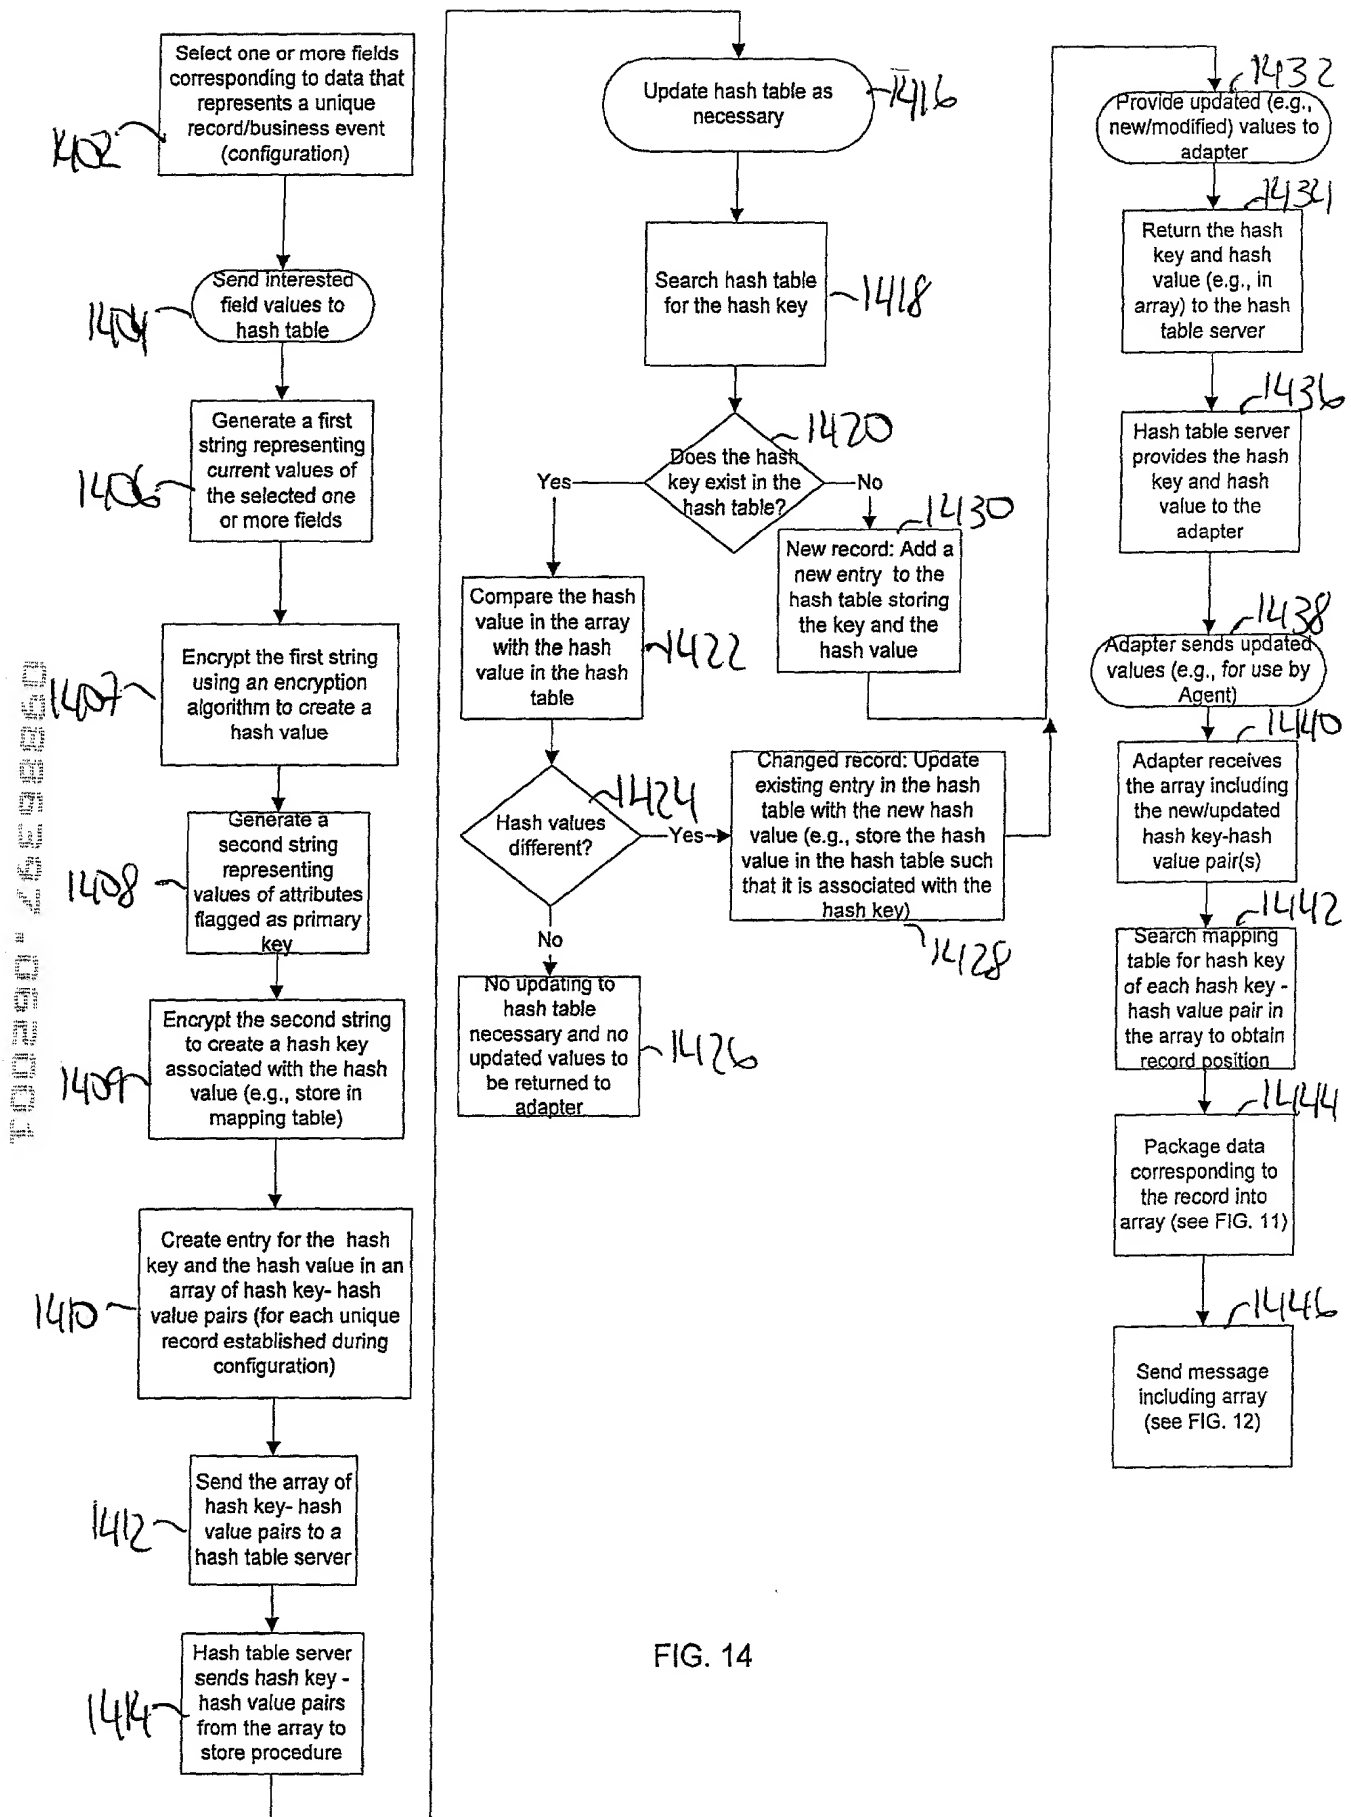 Select one or more fields
corresponding to data that
represents a unique
record/business event
(configuration)
1402
Send interested
field values to
hash table
1404
Generate a first
string representing
current values of
the selected one
or more fields
1406
Encrypt the first string
using an encryption
algorithm to create a
hash value
1407
Generate a
second string
representing
values of attributes
flagged as primary
key
1408
Encrypt the second string
to create a hash key
associated with the hash
value (e.g., store in
mapping table)
1409
Create entry for the hash
key and the hash value in an
array of hash key- hash
value pairs (for each unique
record established during
configuration)
1410
Send the array of
hash key- hash
value pairs to a
hash table server
1412
Hash table server
sends hash key -
hash value pairs
from the array to
store procedure
1414
Update hash table as
necessary
1416
Search hash table
for the hash key
1418
Does the hash
key exist in the
hash table?
1420
Yes
No
Compare the hash
value in the array
with the hash
value in the hash
table
1422
New record: Add a
new entry to the
hash table storing
the key and the
hash value
1430
Hash values
different?
1424
Yes
Changed record: Update
existing entry in the hash
table with the new hash
value (e.g., store the hash
value in the hash table such
that it is associated with the
hash key)
1428
No
No updating to
hash table
necessary and no
updated values to
be returned to
adapter
1426
Provide updated (e.g.,
new/modified) values to
adapter
1432
Return the hash
key and hash
value (e.g., in
array) to the hash
table server
1434
Hash table server
provides the hash
key and hash
value to the
adapter
1436
Adapter sends updated
values (e.g., for use by
Agent)
1438
Adapter receives
the array including
the new/updated
hash key-hash
value pair(s)
1440
Search mapping
table for hash key
of each hash key -
hash value pair in
the array to obtain
record position
1442
Package data
corresponding to
the record into
array (see FIG. 11)
1444
Send message
including array
(see FIG. 12)
1446
FIG. 14